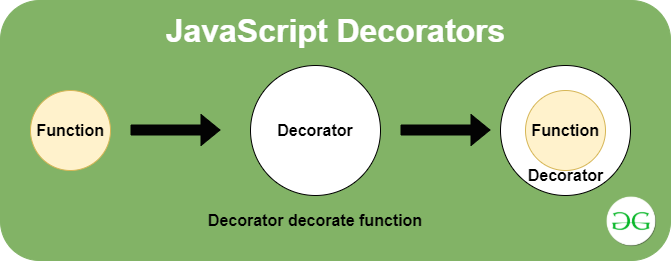 JavaScript Decorators
Function
Decorator
Function
Decorator
Decorator decorate function